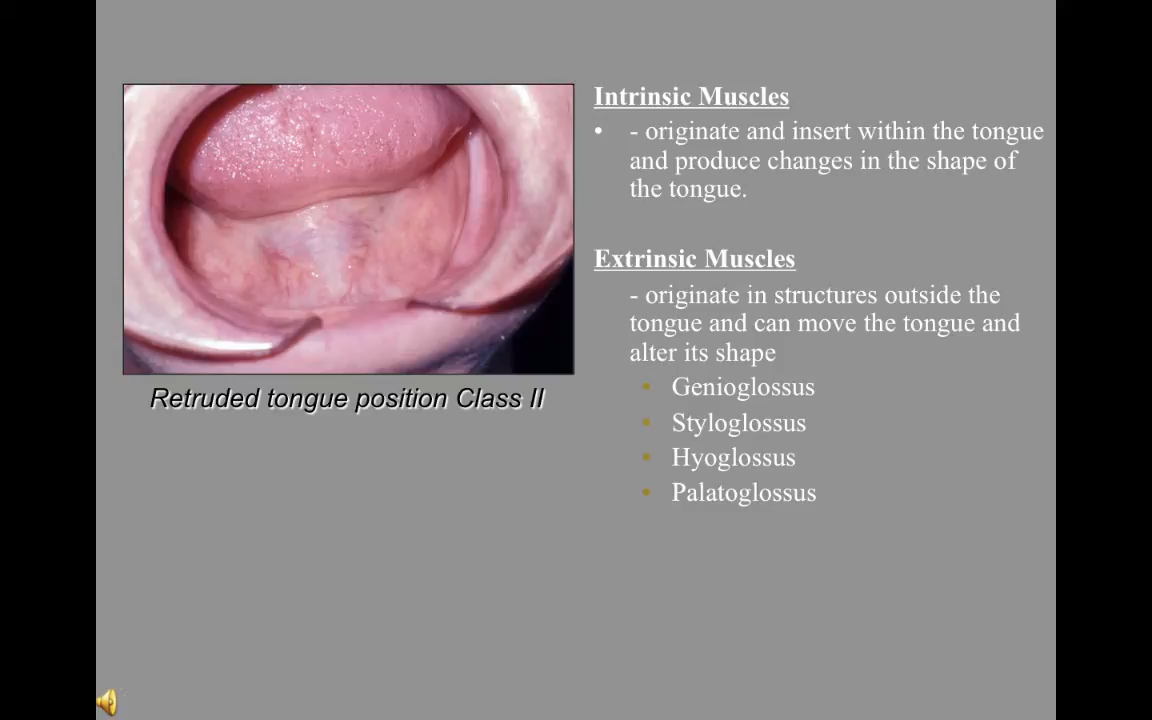 Intrinsic Muscles
• - originate and insert within the tongue
and produce changes in the shape of
the tongue.
Extrinsic Muscles
- originate in structures outside the
tongue and can move the tongue and
alter its shape
• Genioglossus
• Styloglossus
• Hyoglossus
• Palatoglossus
Retruded tongue position Class II